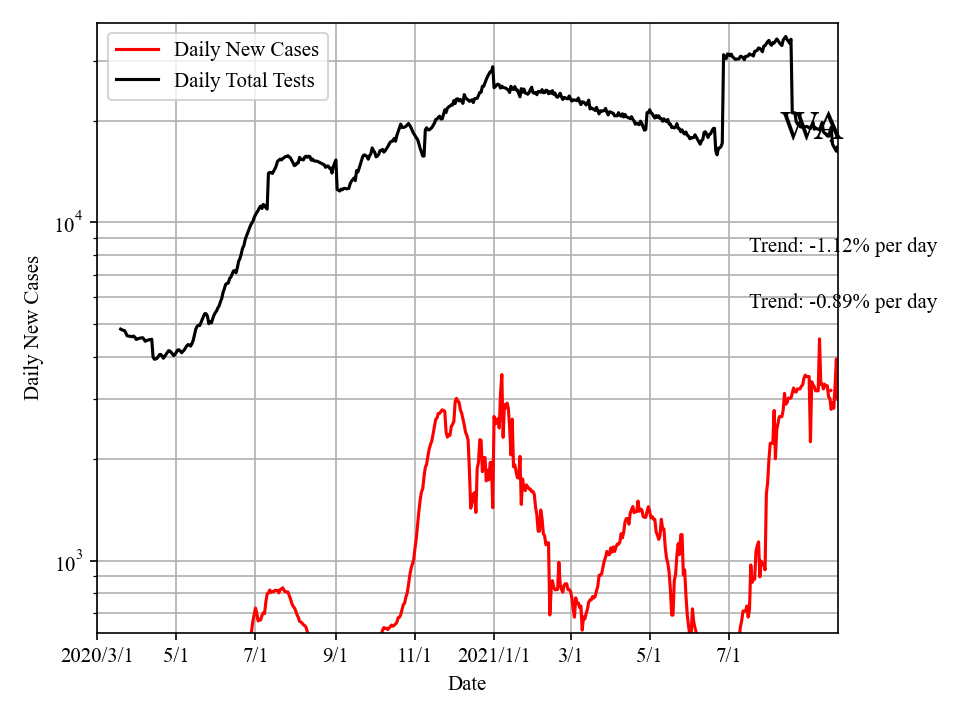 Daily New Cases
Daily Total Tests
WA
10^4
Trend: -1.12% per day
Trend: -0.89% per day
Daily New Cases
10^3
2020/3/1 5/1 7/1 9/1 11/1 2021/1/1 3/1 5/1 7/1
Date